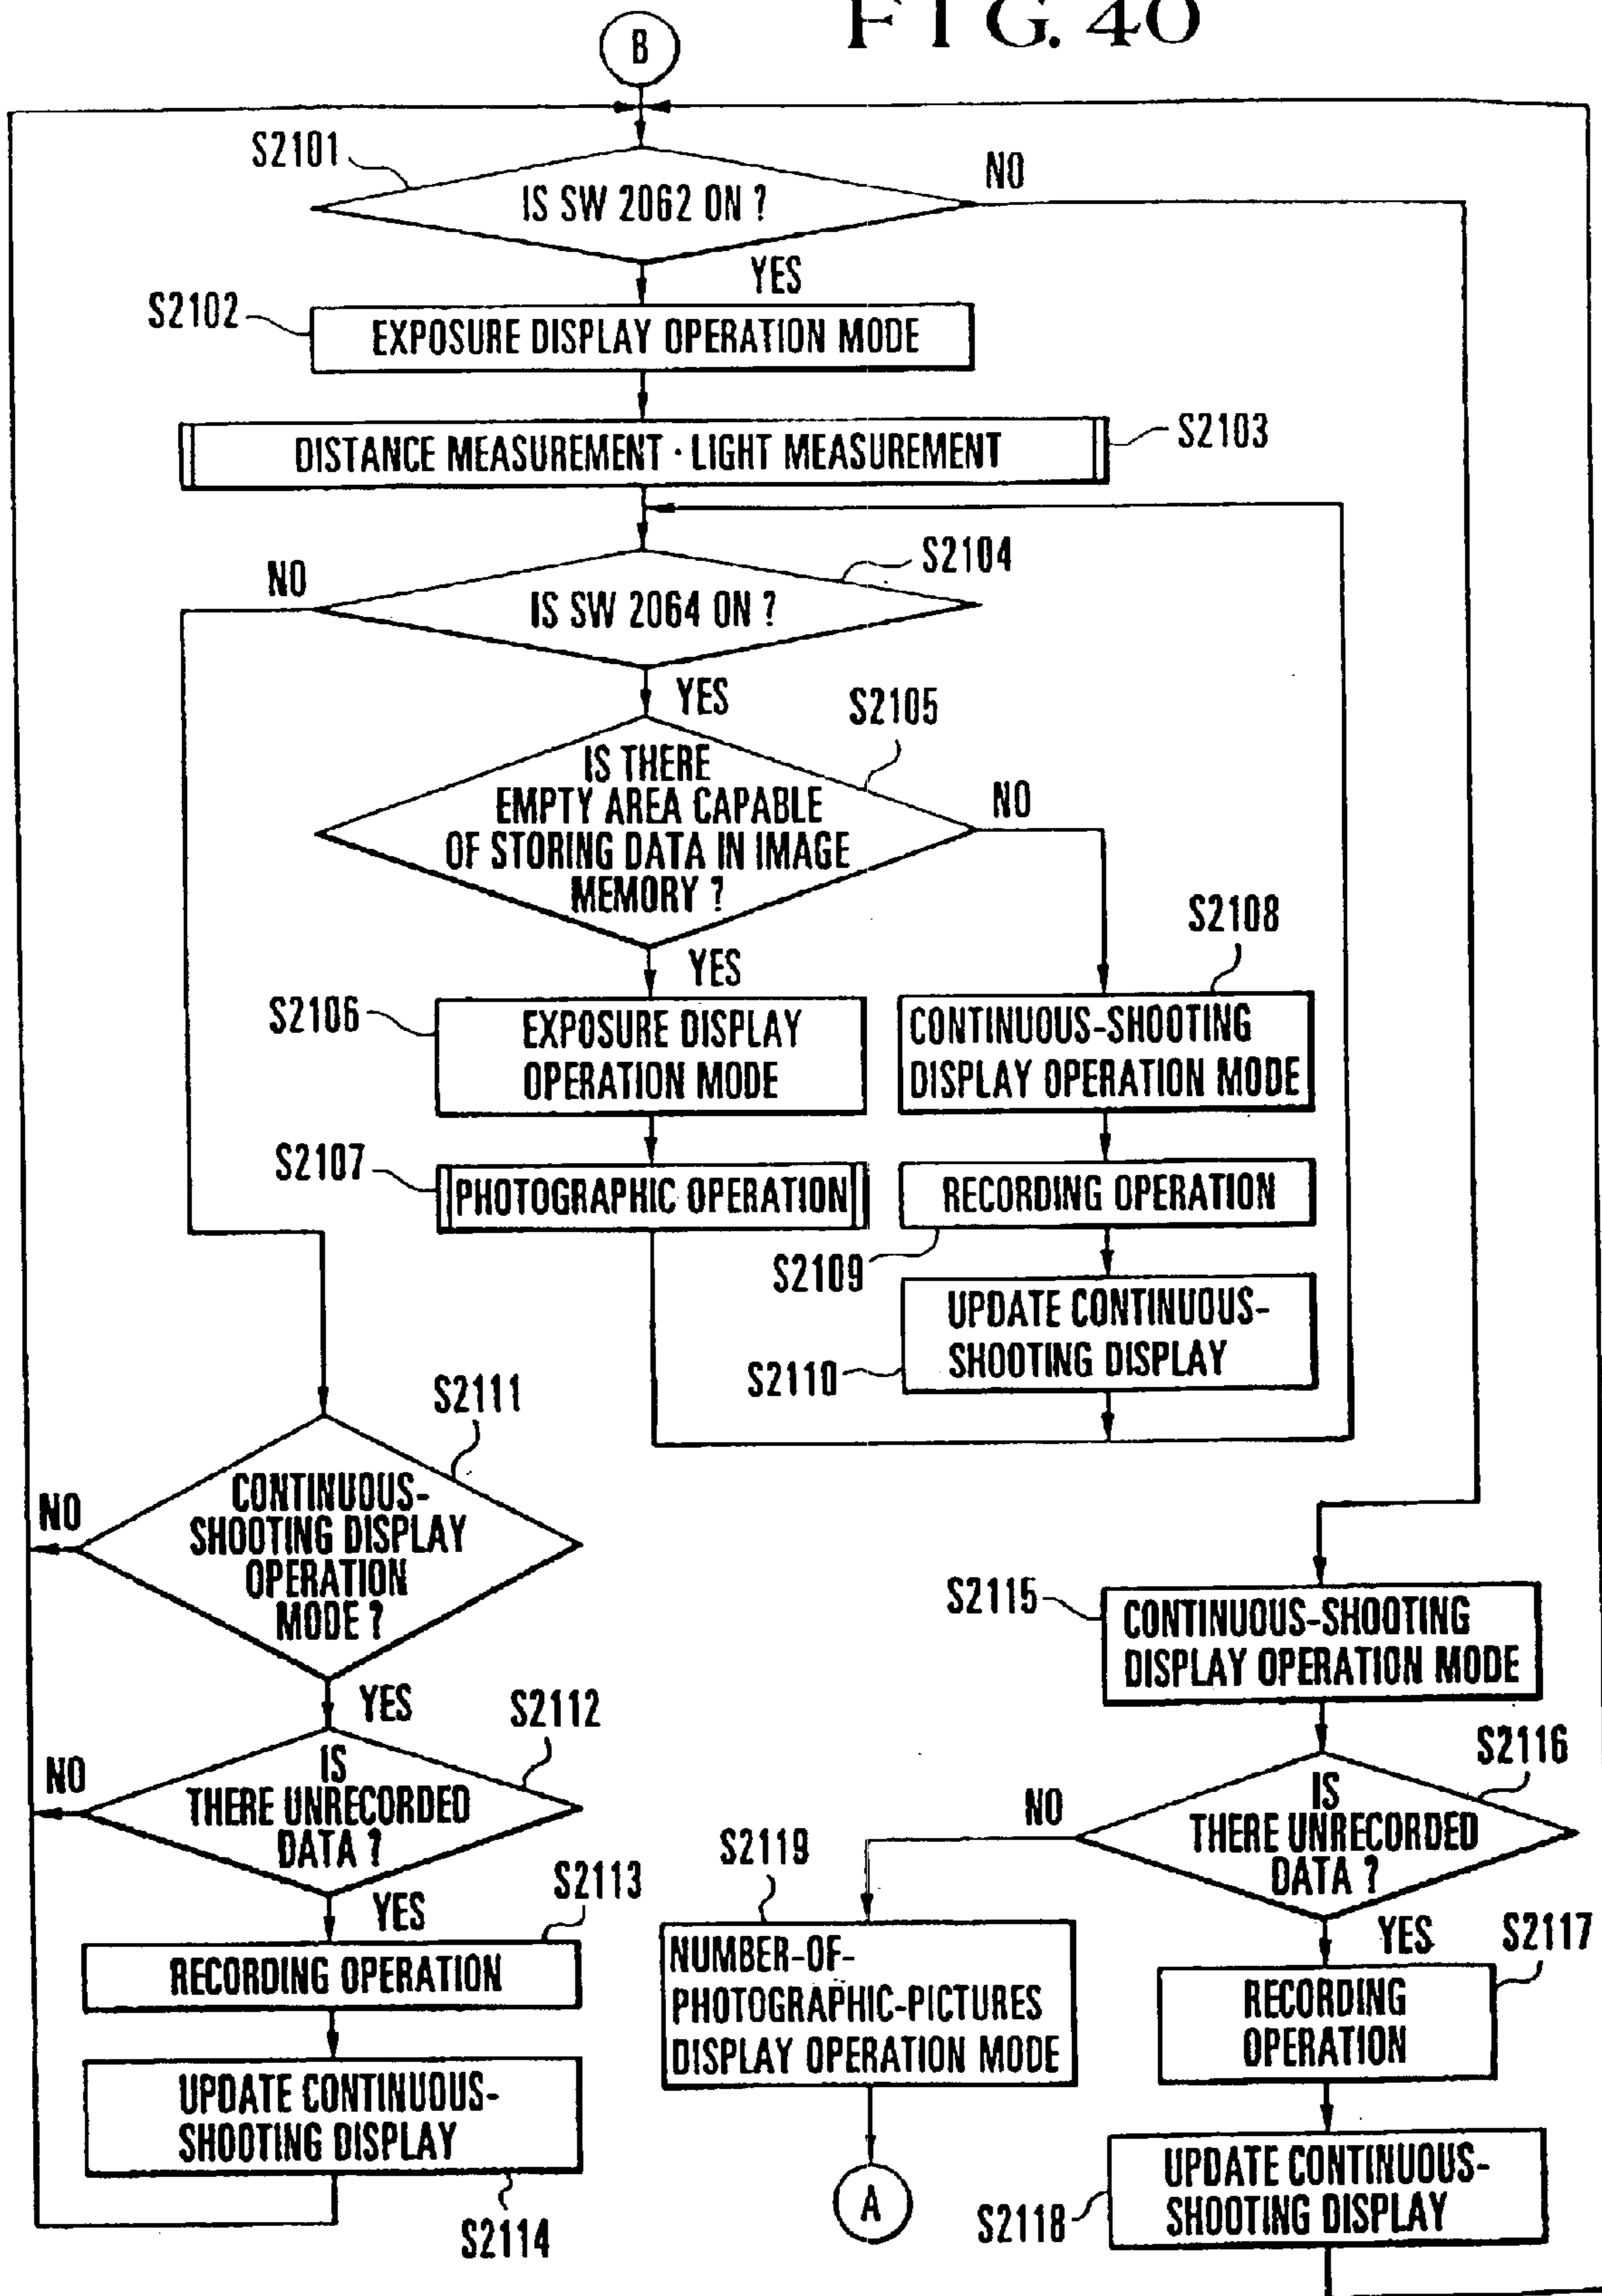 FIG. 40
B
S2101
IS SW 2062 ON ?
NO
YES
S2102
EXPOSURE DISPLAY OPERATION MODE
DISTANCE MEASUREMENT · LIGHT MEASUREMENT
S2103
S2104
NO
IS SW 2064 ON ?
YES
S2105
IS THERE
EMPTY AREA CAPABLE
OF STORING DATA IN IMAGE
MEMORY ?
NO
YES
S2106
EXPOSURE DISPLAY
OPERATION MODE
S2108
CONTINUOUS-SHOOTING
DISPLAY OPERATION MODE
S2107
PHOTOGRAPHIC OPERATION
RECORDING OPERATION
S2109
UPDATE CONTINUOUS-
SHOOTING DISPLAY
S2110
S2111
CONTINUOUS-
SHOOTING DISPLAY
OPERATION
MODE ?
NO
YES
S2112
IS
THERE UNRECORDED
DATA ?
NO
YES
S2113
RECORDING OPERATION
UPDATE CONTINUOUS-
SHOOTING DISPLAY
S2114
S2115
CONTINUOUS-SHOOTING
DISPLAY OPERATION MODE
S2116
IS
THERE UNRECORDED
DATA ?
NO
YES
S2119
NUMBER-OF-
PHOTOGRAPHIC-PICTURES
DISPLAY OPERATION MODE
A
S2117
RECORDING
OPERATION
UPDATE CONTINUOUS-
SHOOTING DISPLAY
S2118